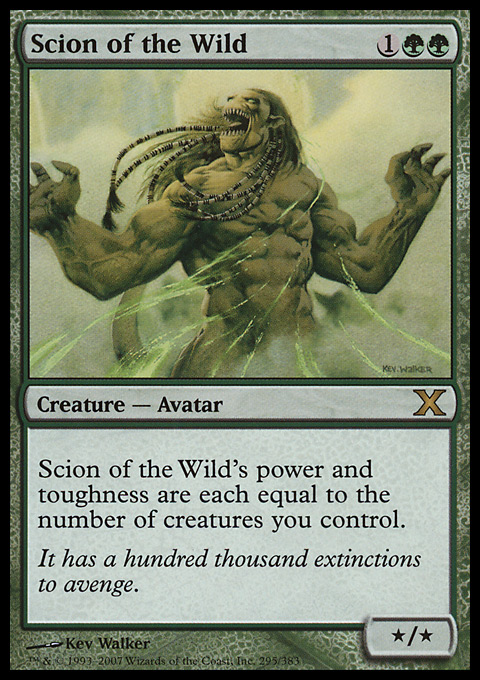 Scion of the Wild 1
KEV. WALKER
Creature — Avatar X
Scion of the Wild's power and
toughness are each equal to the
number of creatures you control.
It has a hundred thousand extinctions
to avenge.
★/★
Kev Walker
™ & © 1993–2007 Wizards of the Coast, Inc. 295/383